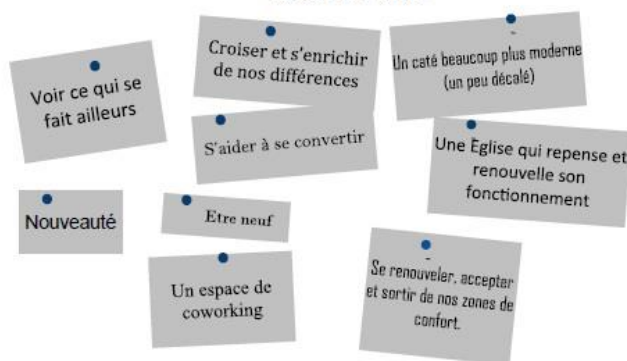 Croiser et s'enrichir
de nos différences
-
Un caté beaucoup plus moderne
(un peu décalé)
Voir ce qui se
fait ailleurs
S'aider à se convertir
Une Eglise qui repense et
renouvelle son
fonctionnement
Nouveauté
Etre neuf
Un espace de
coworking
-
Se renouveler, accepter
et sortir de nos zones de
confort.